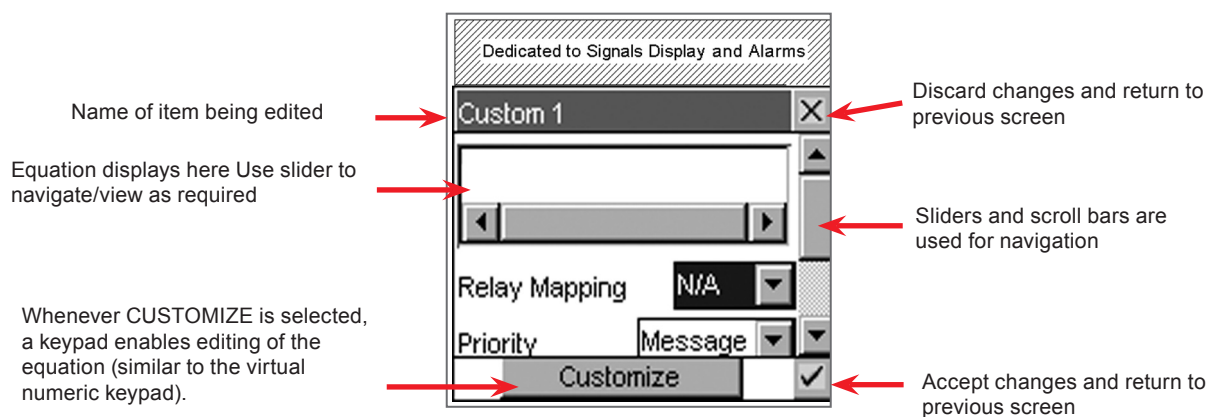 Dedicated to Signals Display and Alarms
Name of item being edited
Custom 1
X
Discard changes and return to
previous screen
Equation displays here Use slider to
navigate/view as required
Sliders and scroll bars are
used for navigation
Relay Mapping N/A
Priority Message
Whenever CUSTOMIZE is selected,
a keypad enables editing of the
equation (similar to the virtual
numeric keypad).
Customize
Accept changes and return to
previous screen